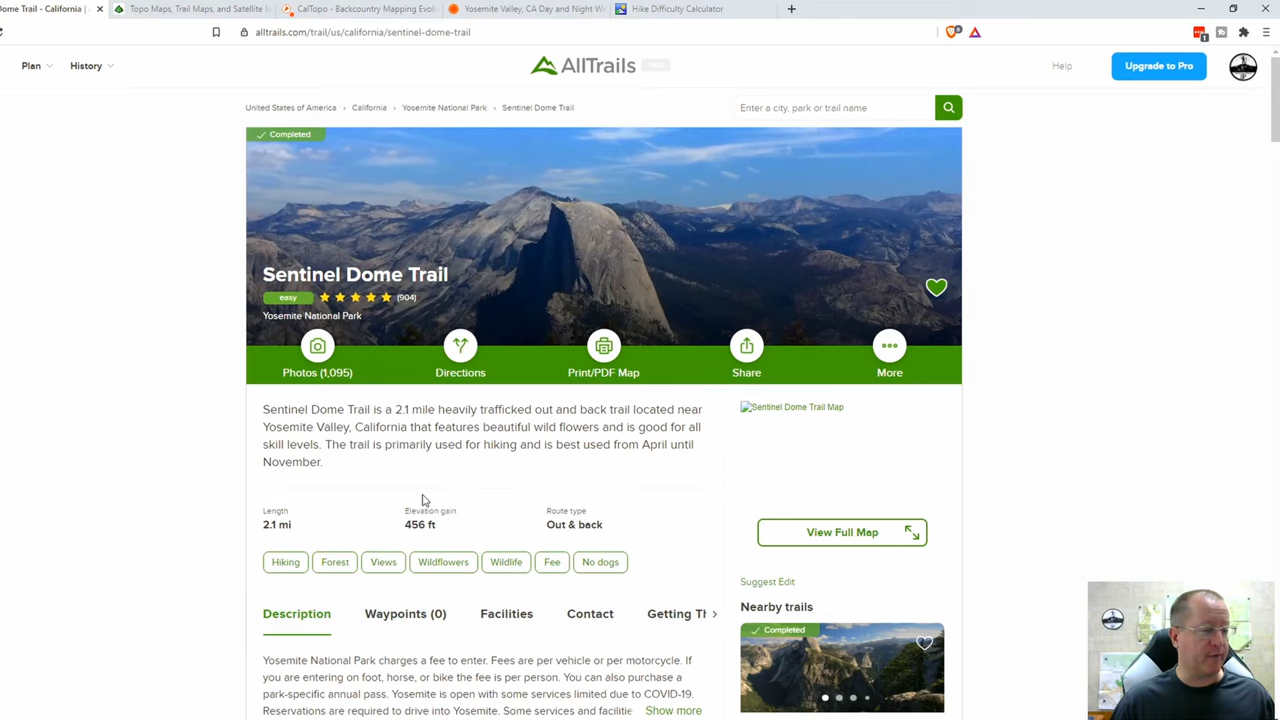 Dome Trail - California | A
Topo Maps, Trail Maps, and Satellite I
CalTopo - Backcountry Mapping Evol
Yosemite Valley, CA Day and Night W
Hike Difficulty Calculator
alltrails.com/trail/us/california/sentinel-dome-trail
Plan
History
AllTrails
PRO
Help
Upgrade to Pro
United States of America › California › Yosemite National Park › Sentinel Dome Trail
Enter a city, park or trail name
Completed
Sentinel Dome Trail
easy
(904)
Yosemite National Park
Photos (1,095)
Directions
Print/PDF Map
Share
More
Sentinel Dome Trail is a 2.1 mile heavily trafficked out and back trail located near
Yosemite Valley, California that features beautiful wild flowers and is good for all
skill levels. The trail is primarily used for hiking and is best used from April until
November.
Sentinel Dome Trail Map
Length
Elevation gain
Route type
2.1 mi
456 ft
Out & back
View Full Map
Hiking
Forest
Views
Wildflowers
Wildlife
Fee
No dogs
Suggest Edit
Nearby trails
Description
Waypoints (0)
Facilities
Contact
Getting Th
Completed
Yosemite National Park charges a fee to enter. Fees are per vehicle or per motorcycle. If
you are entering on foot, horse, or bike the fee is per person. You can also purchase a
park-specific annual pass. Yosemite is open with some services limited due to COVID-19.
Reservations are required to drive into Yosemite. Some services and facilitie
Show more